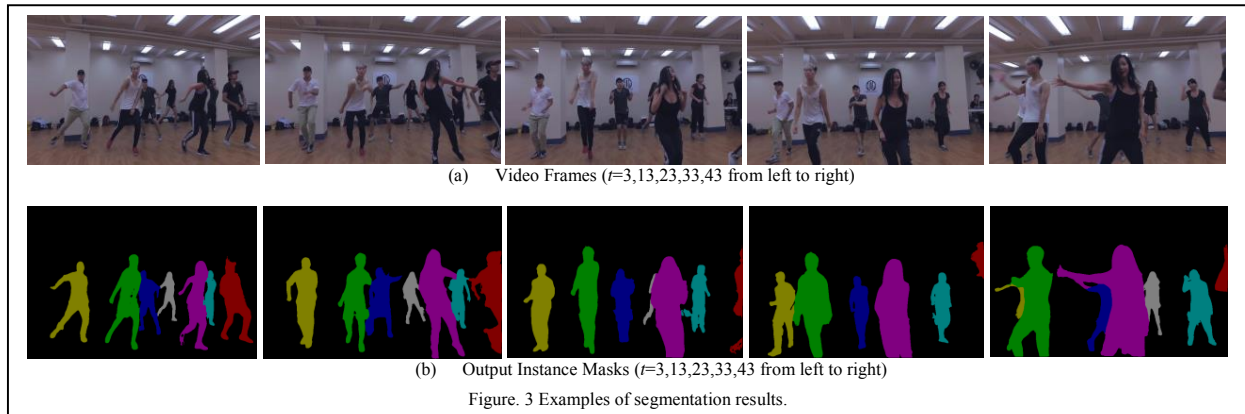 (a) Video Frames (t=3,13,23,33,43 from left to right)
(b) Output Instance Masks (t=3,13,23,33,43 from left to right)
Figure. 3 Examples of segmentation results.